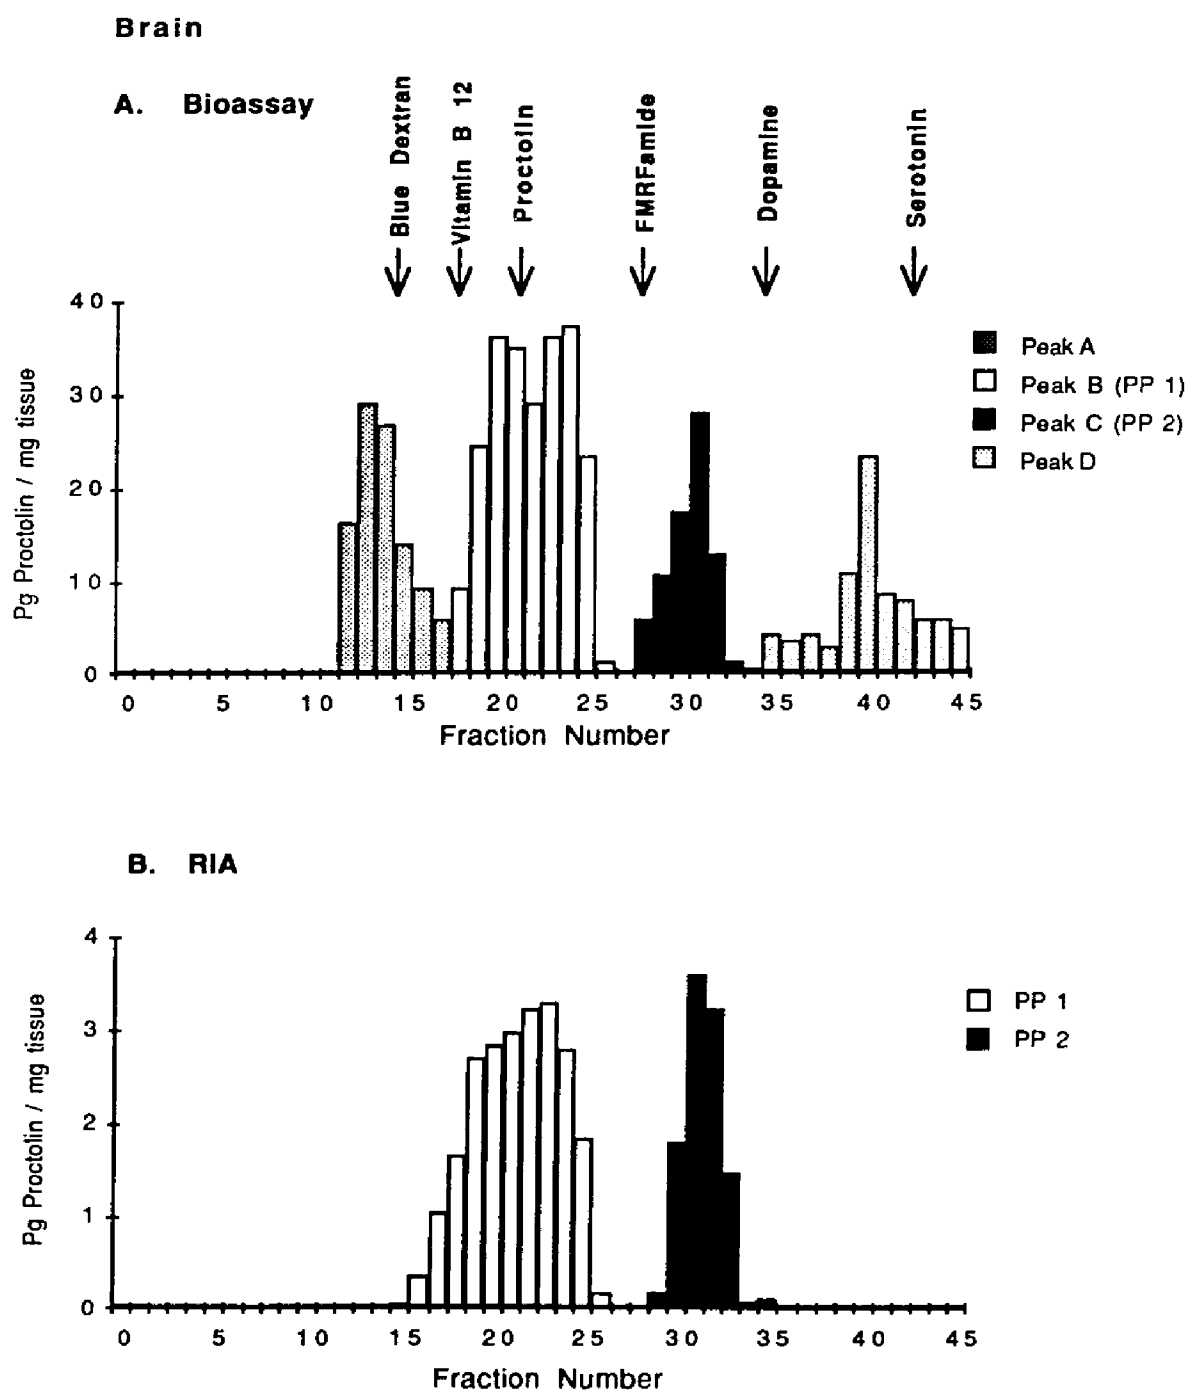 Brain
A. Bioassay
Blue Dextran
Vitamin B 12
Proctolin
FMRFamide
Dopamine
Serotonin
Pg Proctolin / mg tissue
40
30
20
10
0
0 5 10 15 20 25 30 35 40 45
Fraction Number
Peak A
Peak B (PP 1)
Peak C (PP 2)
Peak D
B. RIA
Pg Proctolin / mg tissue
4
3
2
1
0
0 5 10 15 20 25 30 35 40 45
Fraction Number
PP 1
PP 2